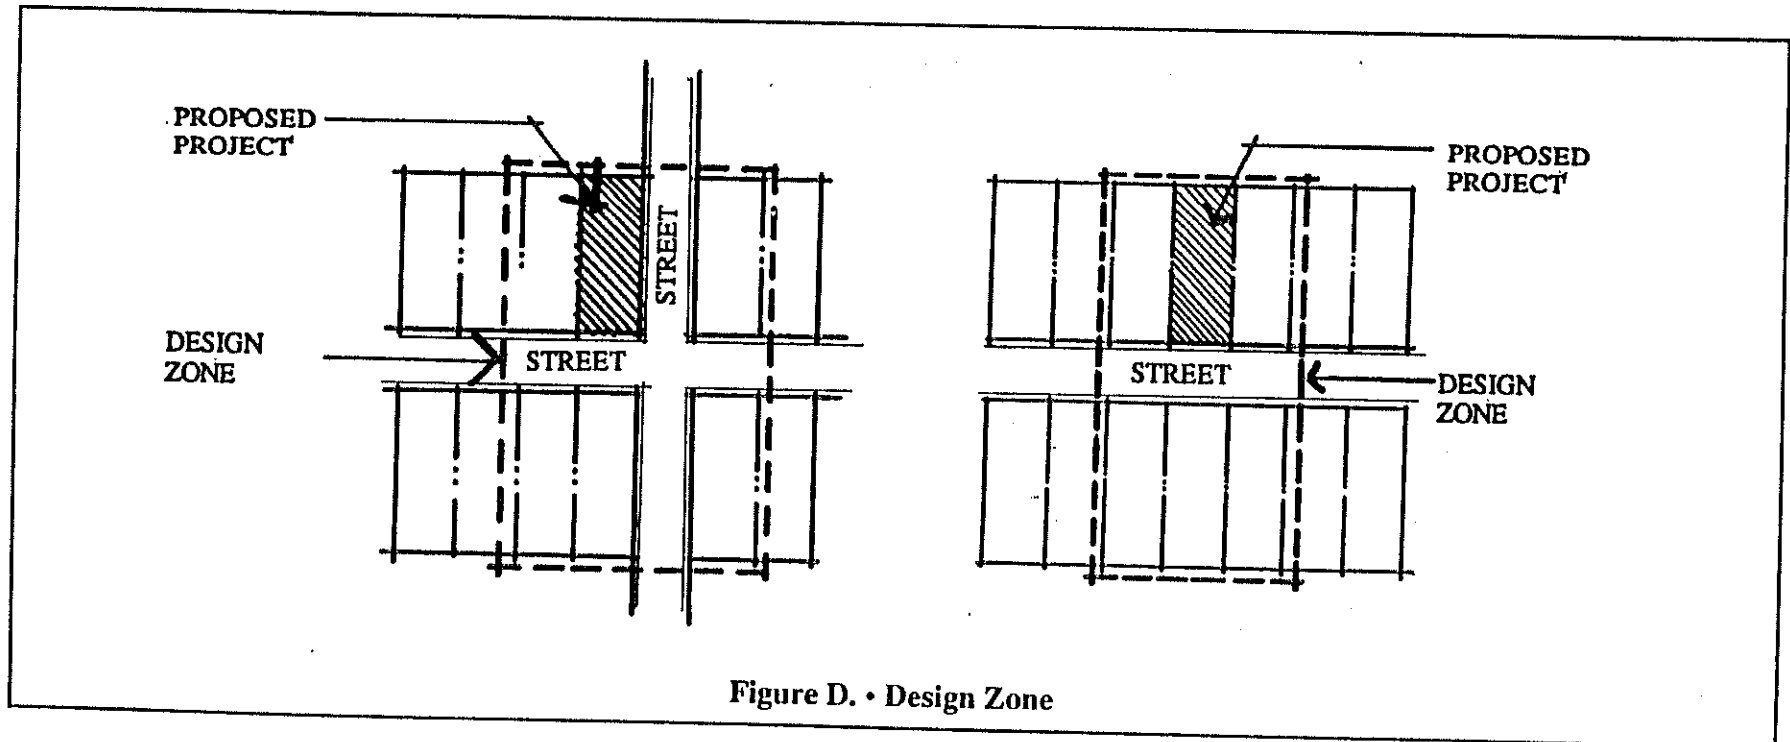 PROPOSED
PROJECT
STREET
DESIGN
ZONE
STREET
PROPOSED
PROJECT
STREET
DESIGN
ZONE
Figure D. • Design Zone